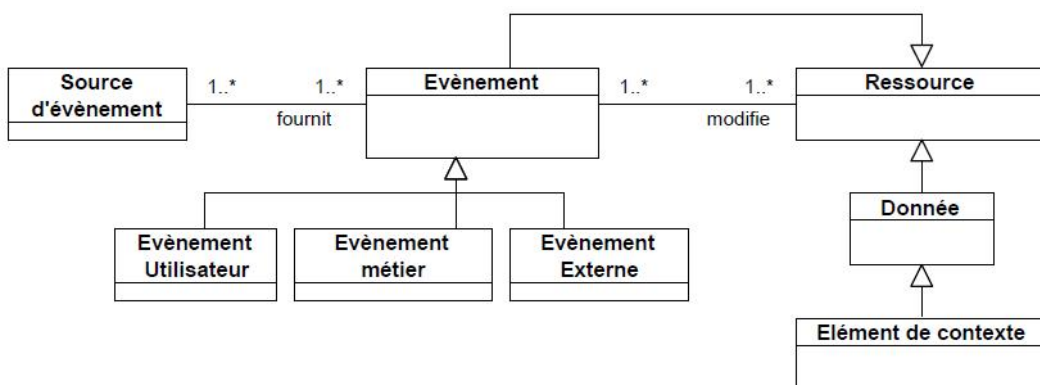 Source
d'évènement
1..*
1..*
fournit
Evènement
1..*
1..*
modifie
Ressource
Donnée
Evènement
Utilisateur
Evènement
métier
Evènement
Externe
Elément de contexte